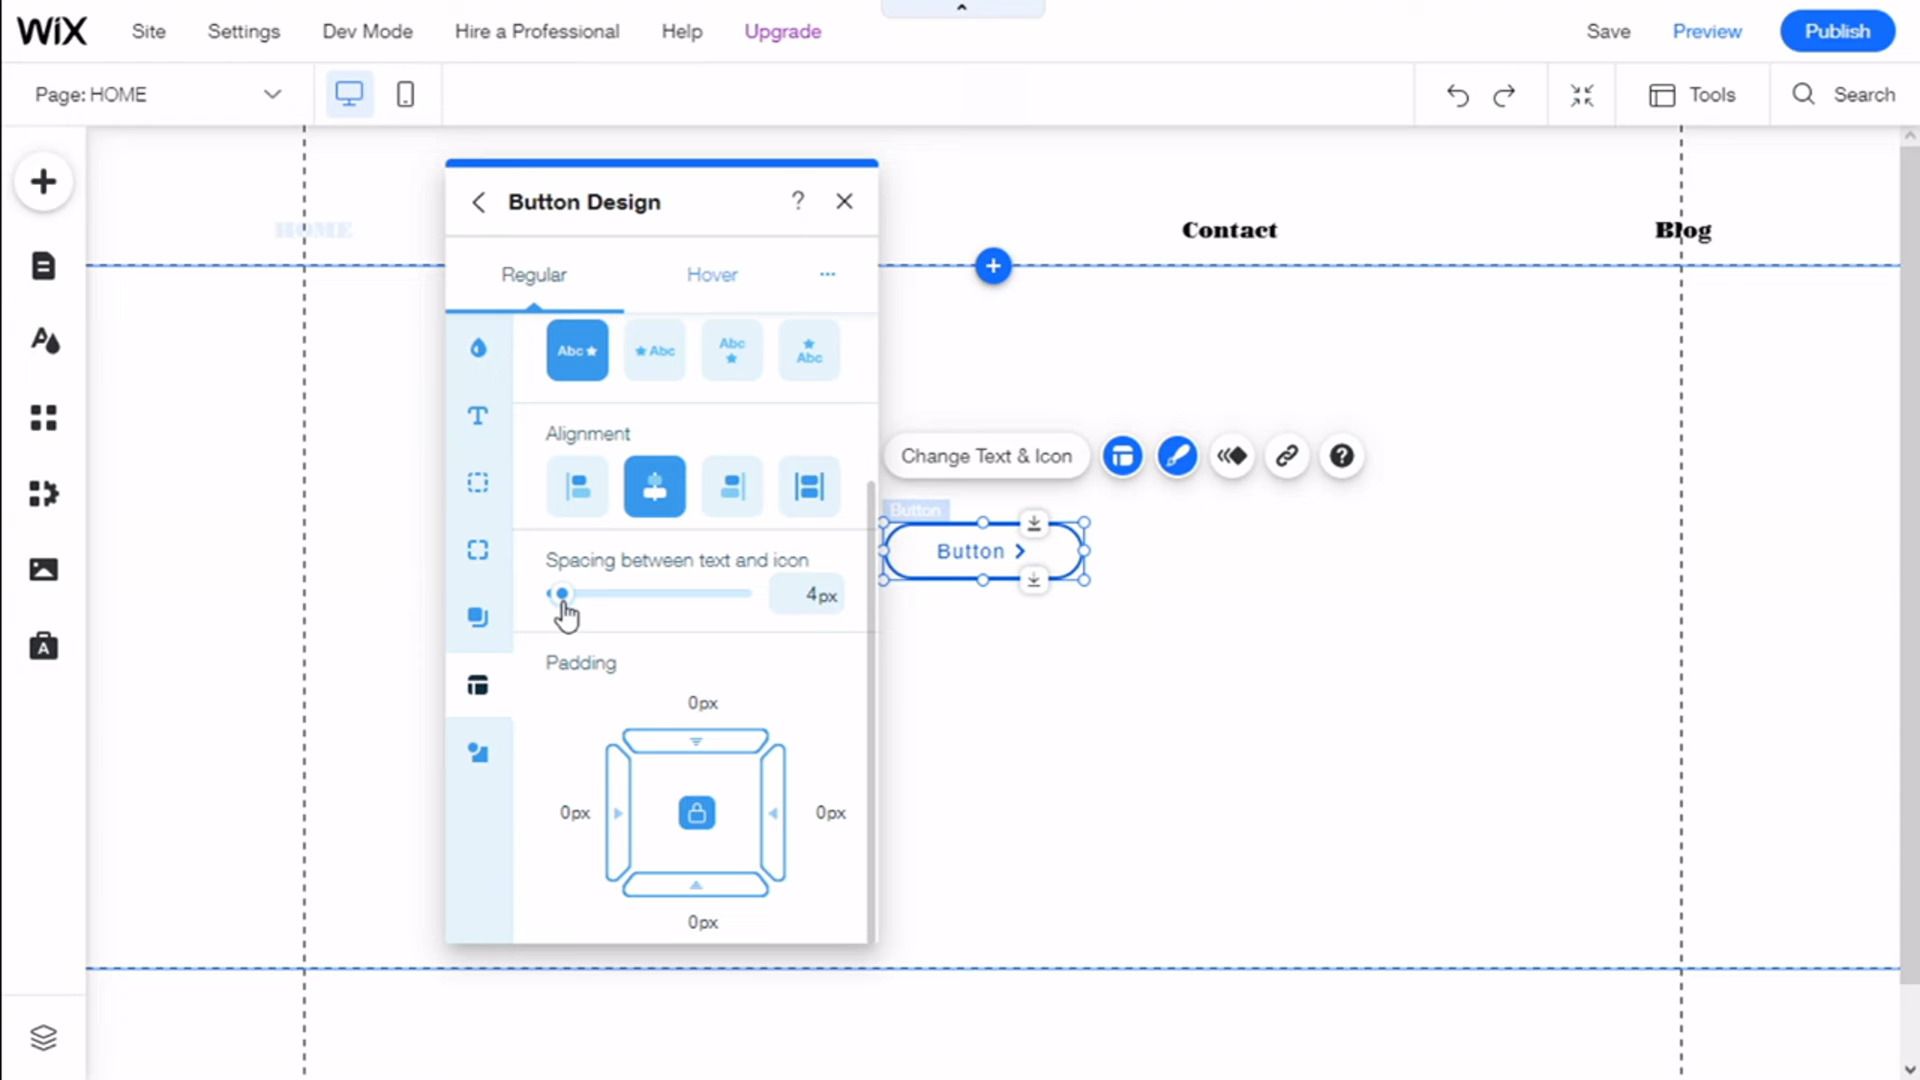 WiX Site Settings Dev Mode Hire a Professional Help Upgrade Save Preview Publish
Page: HOME Tools Search
Button Design ?
HOME Contact Blog
Regular Hover ...
Abc Abc Abc Abc
Alignment
Change Text & Icon ?
Button
Button
Spacing between text and icon
4px
Padding
0px
0px 0px
0px